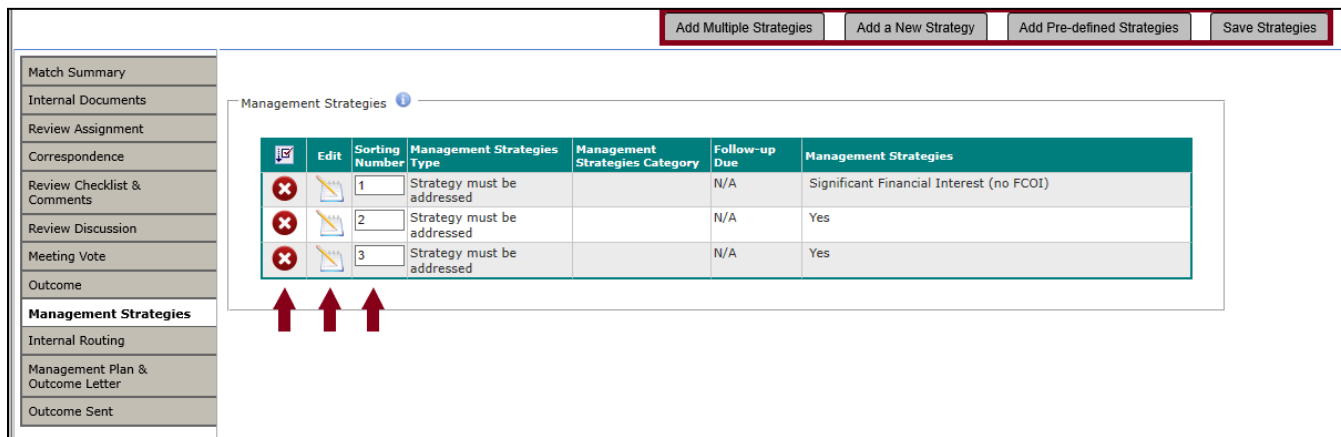 Add Multiple Strategies
Add a New Strategy
Add Pre-defined Strategies
Save Strategies
Match Summary
Internal Documents
Review Assignment
Correspondence
Review Checklist &
Comments
Review Discussion
Meeting Vote
Outcome
Management Strategies
Internal Routing
Management Plan &
Outcome Letter
Outcome Sent
Management Strategies
Edit
Sorting
Number
Management Strategies
Type
Management
Strategies Category
Follow-up
Due
Management Strategies
1
Strategy must be
addressed
N/A
Significant Financial Interest (no FCOI)
2
Strategy must be
addressed
N/A
Yes
3
Strategy must be
addressed
N/A
Yes